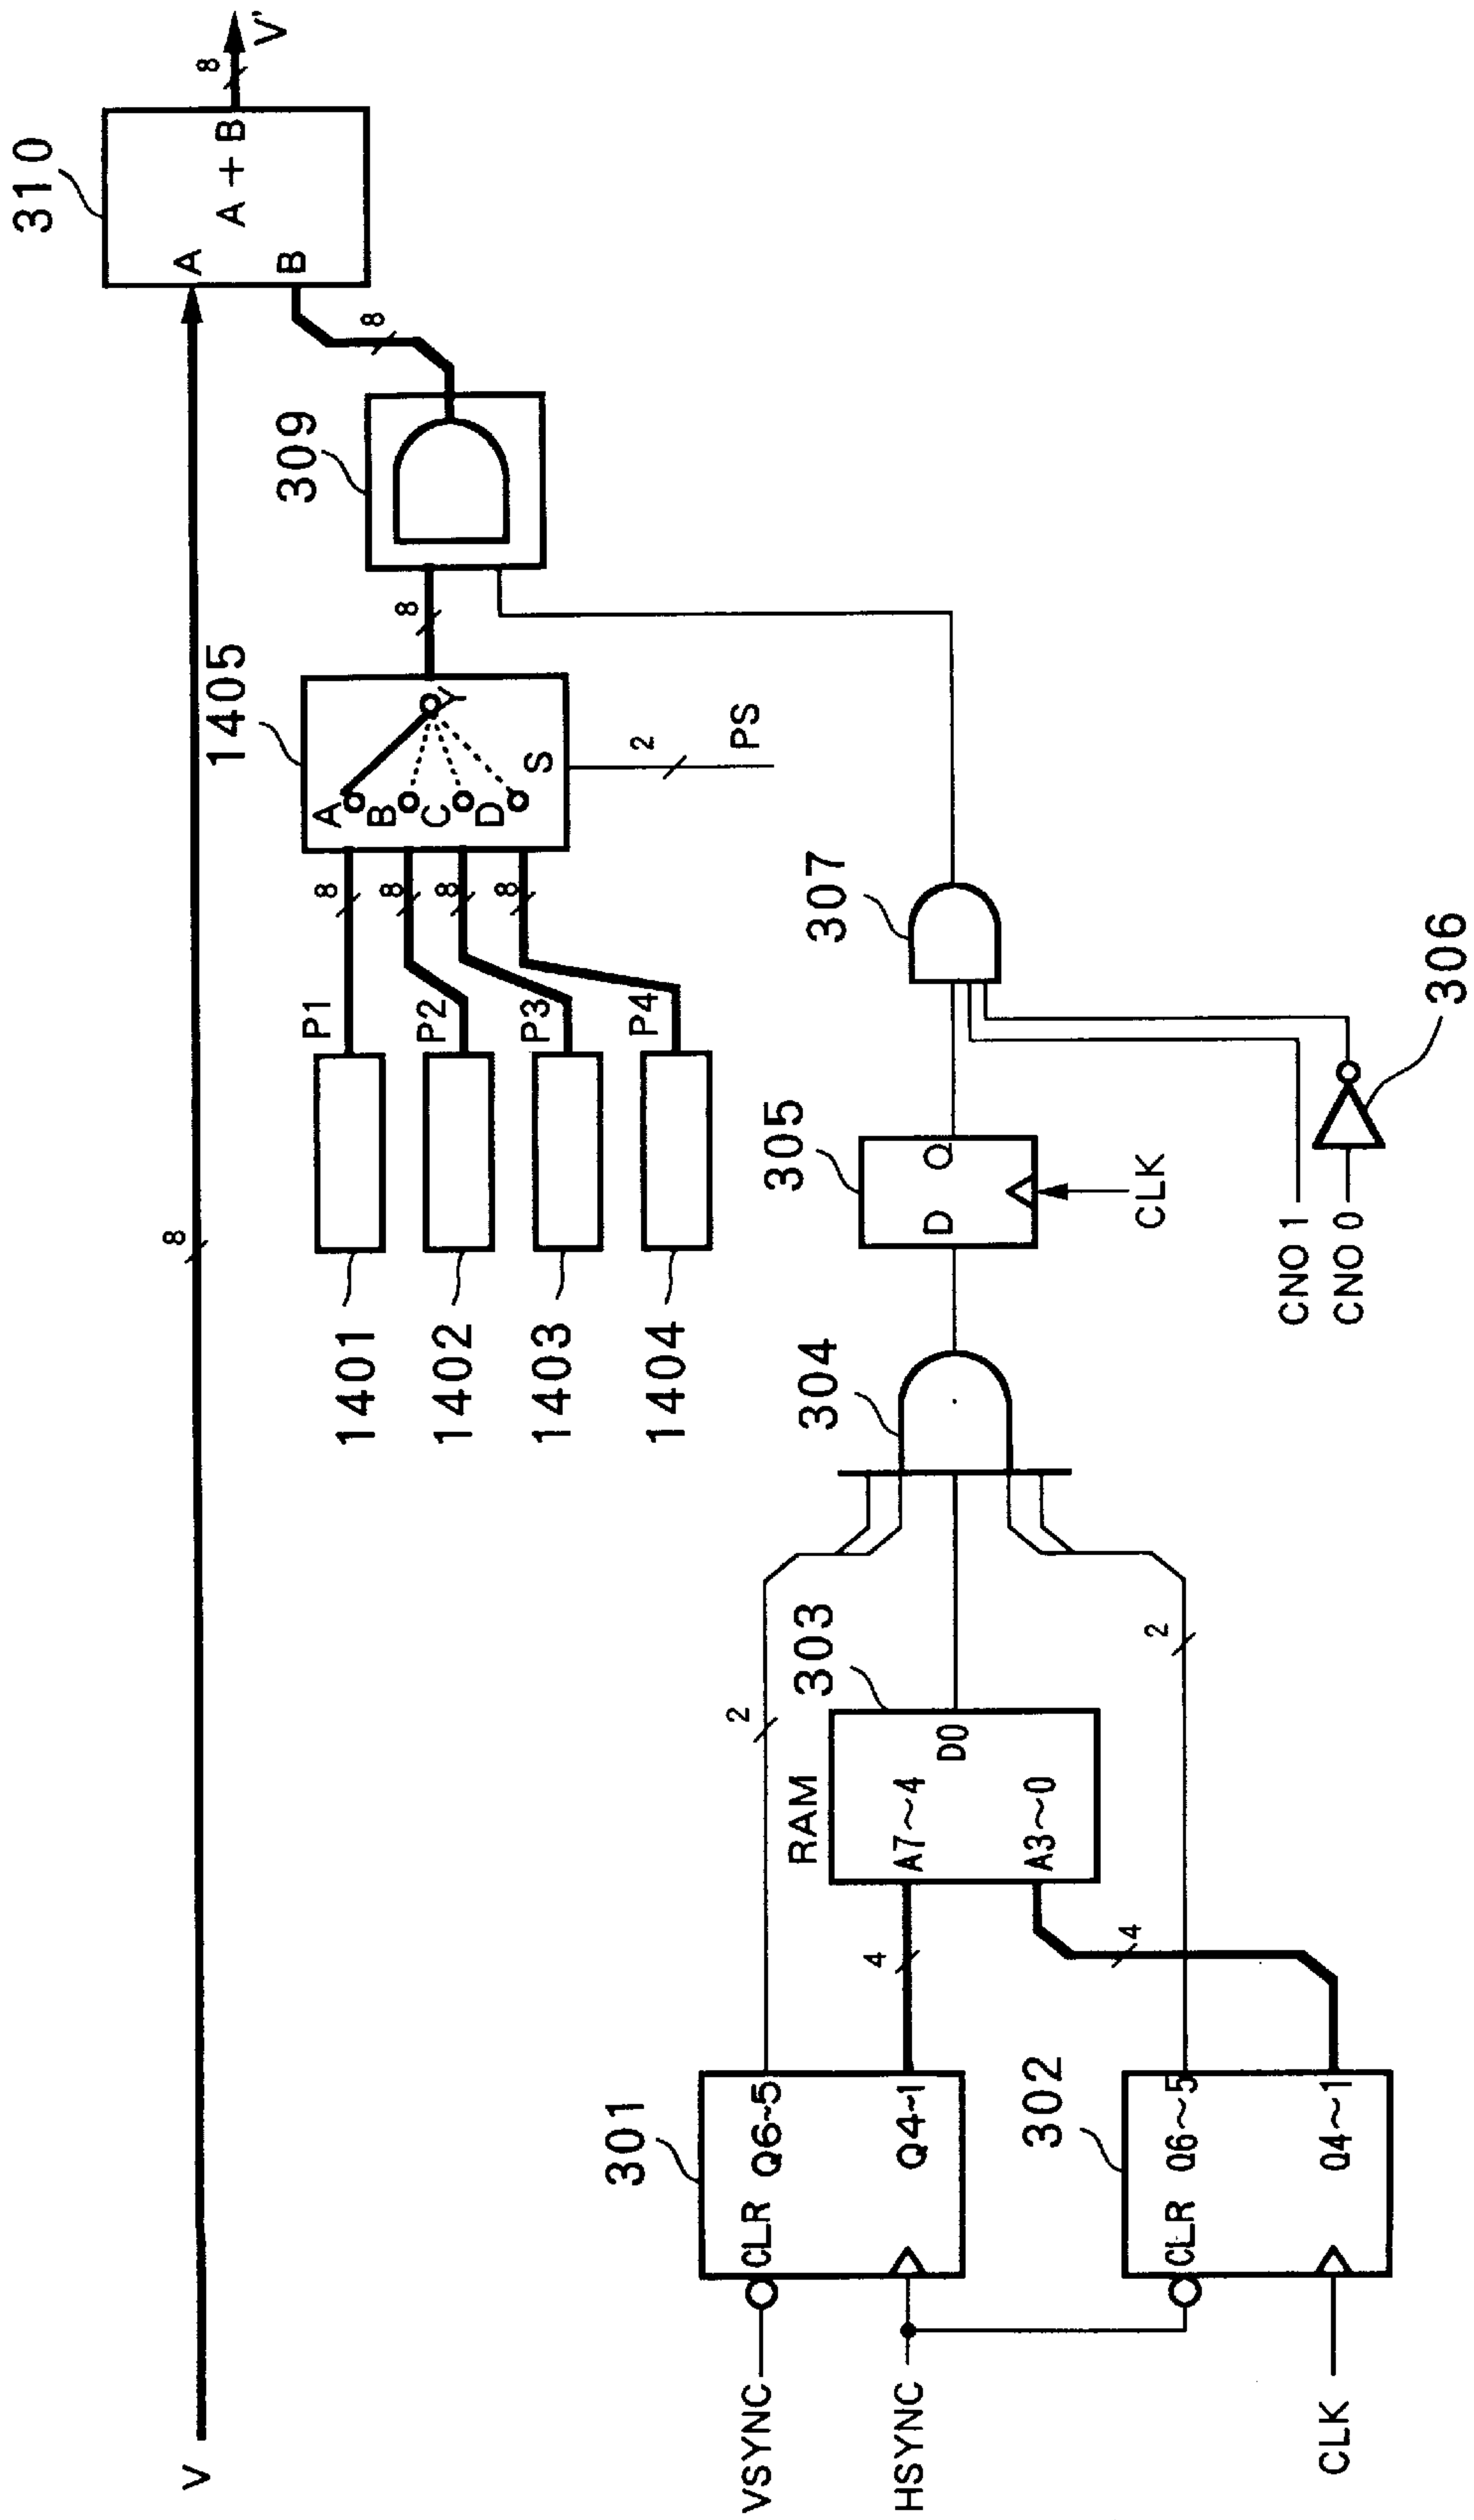 V
8
310
A
B
A + B
8
V'
1401
1402
1403
1404
P1
P2
P3
P4
8
8
8
8
1405
A
B
C
D
Y
S
2
PS
8
309
8
VSYNC
HSYNC
CLK
301
CLR
Q6~5
Q4~1
302
CLR
Q6~5
Q4~1
2
4
4
2
RAM
303
A7~4
A3~0
D0
304
305
D
Q
CLK
CNO 1
CNO 0
306
307